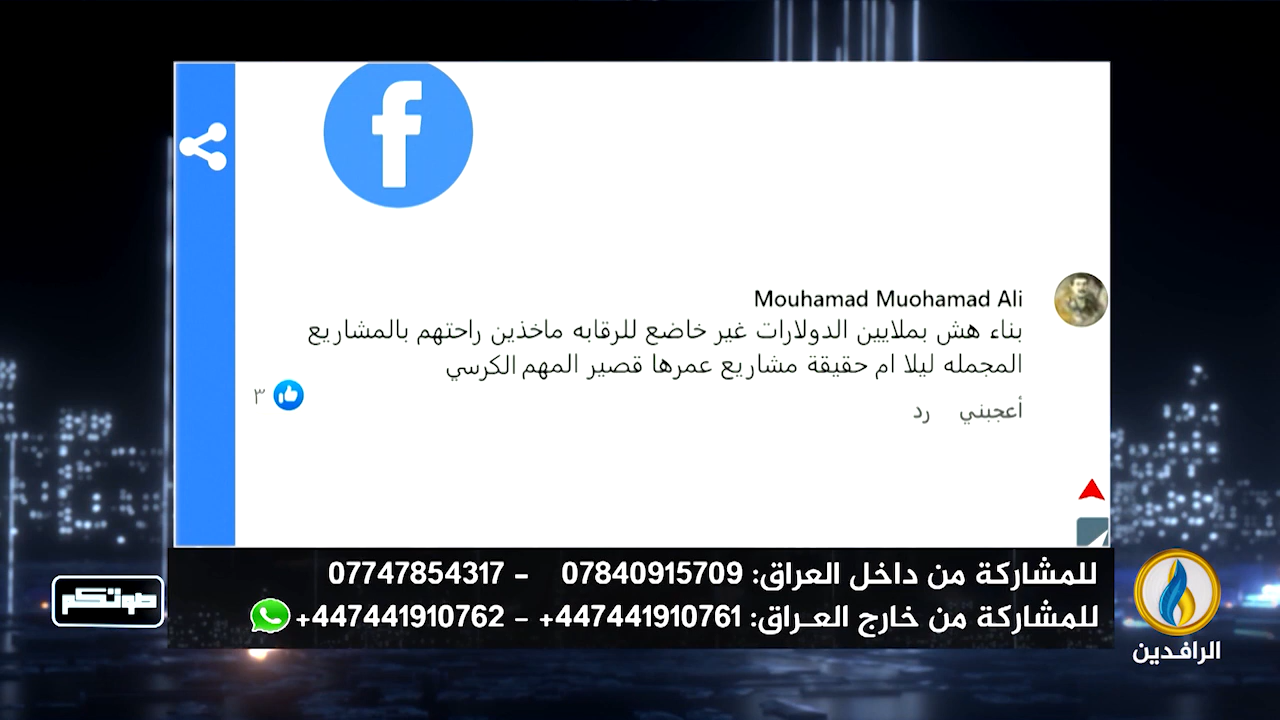 Mouhamad Muohamad Ali
بناء هش بملايين الدولارات غير خاضع للرقابه ماخذين راحتهم بالمشاريع
المجمله ليلا ام حقيقة مشاريع عمرها قصير المهم الكرسي
٣
أعجبني رد
للمشاركة من داخل العراق: 07840915709 - 07747854317
للمشاركة من خارج العـراق: 447441910761+ - 447441910762+
صوتكم
الرافدين